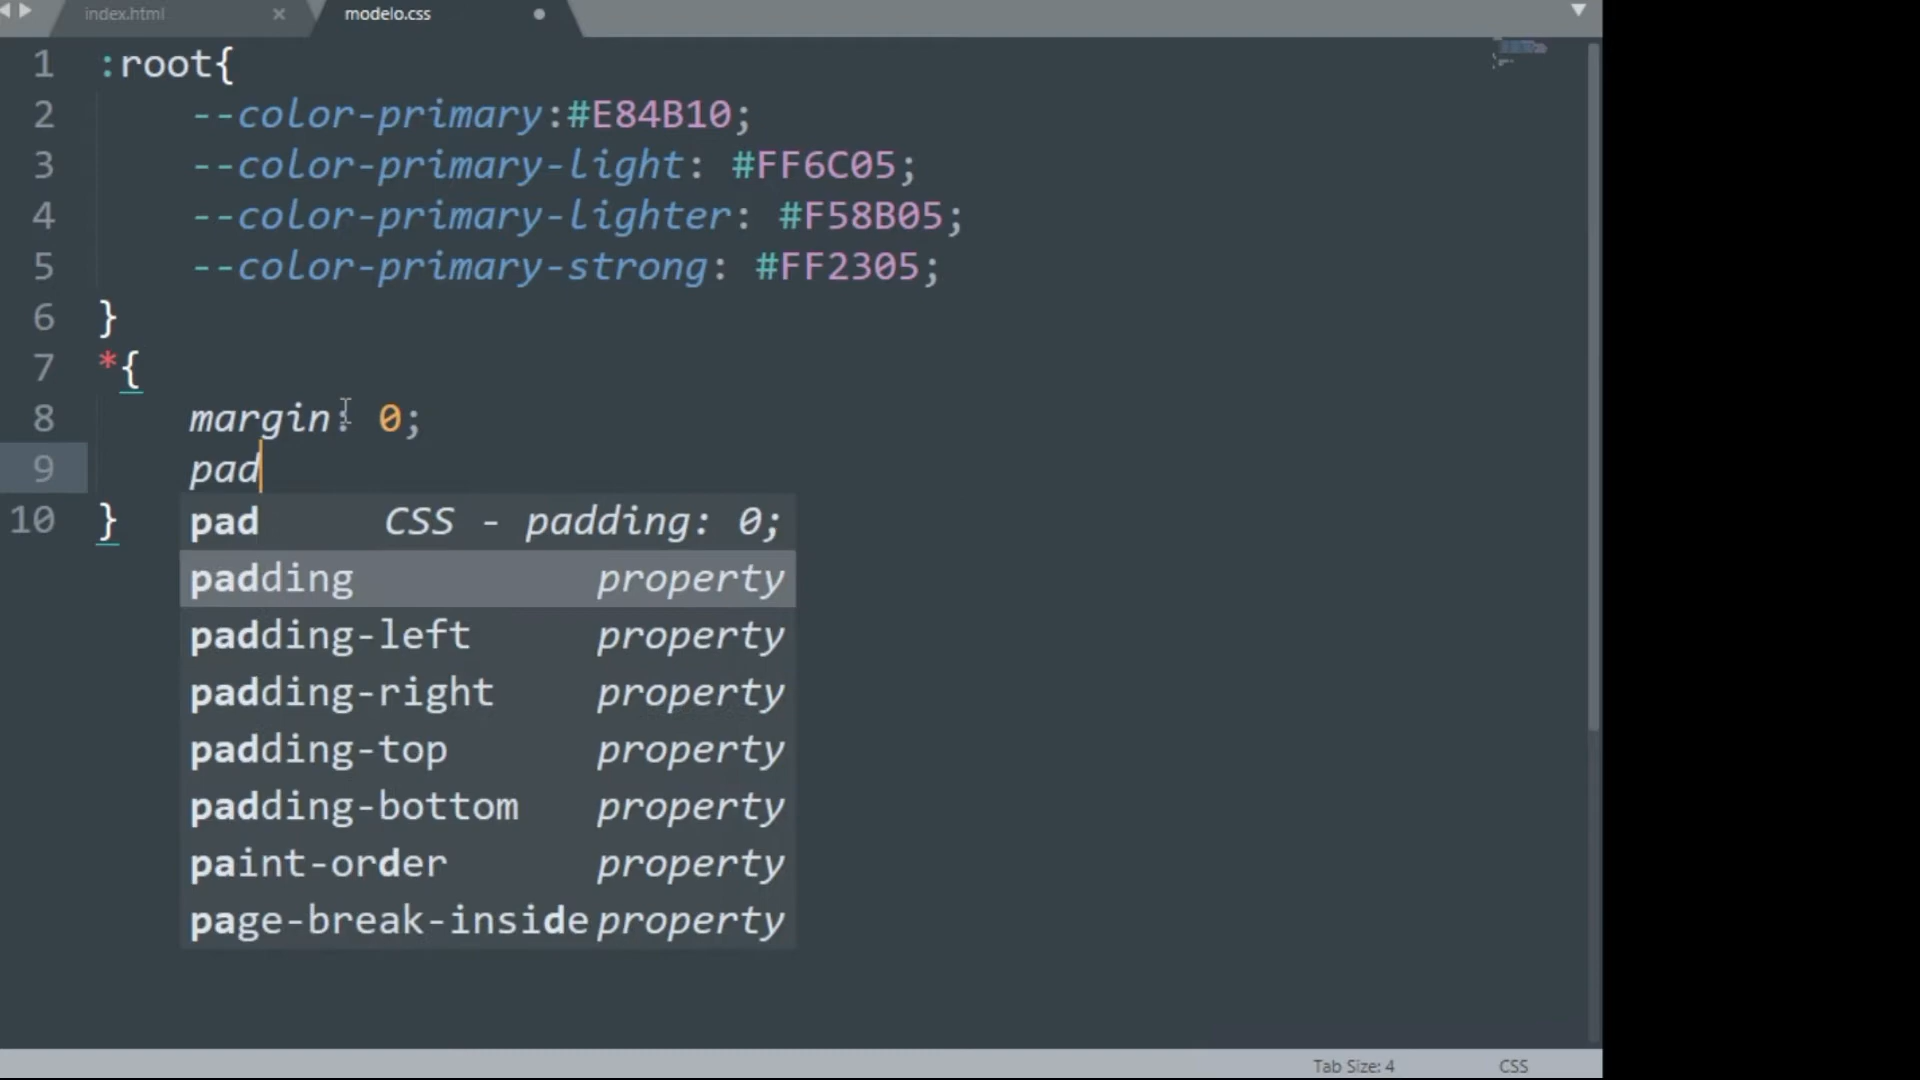 index.html
modelo.css
1 :root{
2 --color-primary:#E84B10;
3 --color-primary-light: #FF6C05;
4 --color-primary-lighter: #F58B05;
5 --color-primary-strong: #FF2305;
6 }
7 *{
8 margin: 0;
9 pad
10 }
pad CSS - padding: 0;
padding property
padding-left property
padding-right property
padding-top property
padding-bottom property
paint-order property
page-break-inside property
Tab Size: 4 CSS